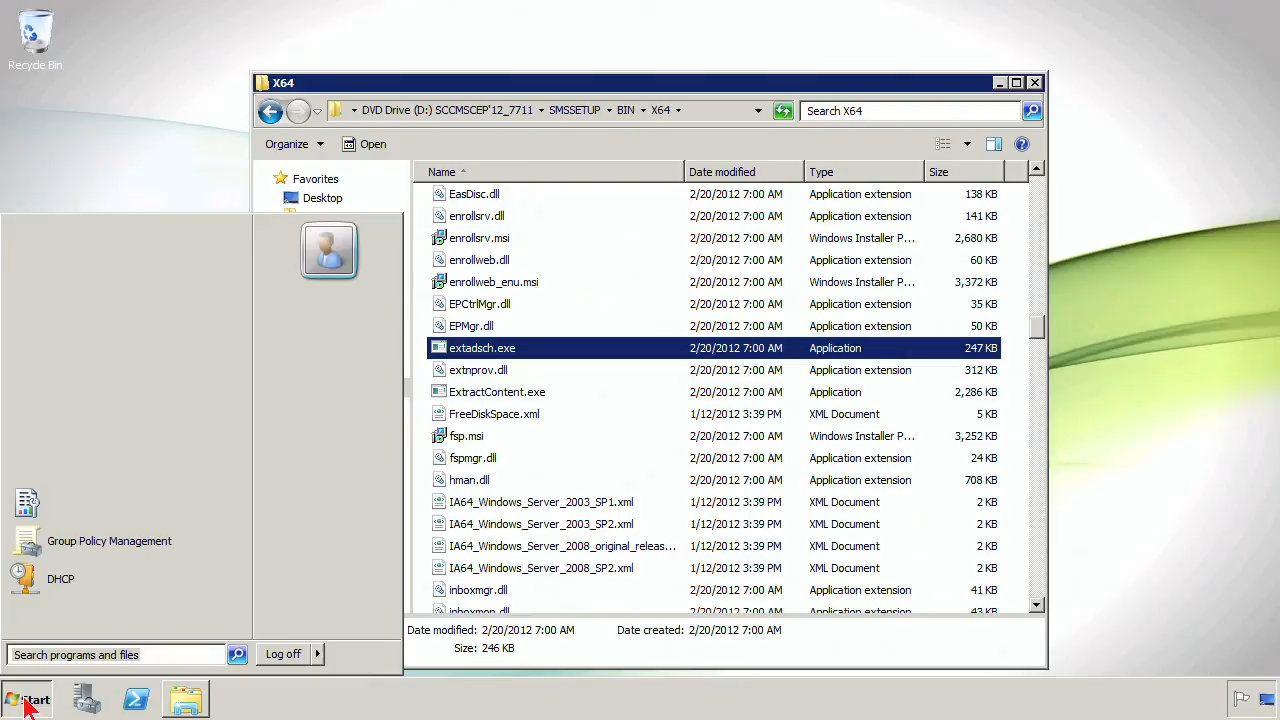 Recycle Bin
X64
DVD Drive (D:) SCCMSCEP'12_7711 SMSSETUP BIN X64
Search X64
Organize
Open
Favorites
Desktop
Name Date modified Type Size
EasDisc.dll 2/20/2012 7:00 AM Application extension 138 KB
enrollsrv.dll 2/20/2012 7:00 AM Application extension 141 KB
enrollsrv.msi 2/20/2012 7:00 AM Windows Installer P... 2,680 KB
enrollweb.dll 2/20/2012 7:00 AM Application extension 60 KB
enrollweb_enu.msi 2/20/2012 7:00 AM Windows Installer P... 3,372 KB
EPCtrlMgr.dll 2/20/2012 7:00 AM Application extension 35 KB
EPMgr.dll 2/20/2012 7:00 AM Application extension 50 KB
extadsch.exe 2/20/2012 7:00 AM Application 247 KB
extnprov.dll 2/20/2012 7:00 AM Application extension 312 KB
ExtractContent.exe 2/20/2012 7:00 AM Application 2,286 KB
FreeDiskSpace.xml 1/12/2012 3:39 PM XML Document 5 KB
fsp.msi 2/20/2012 7:00 AM Windows Installer P... 3,252 KB
fspmgr.dll 2/20/2012 7:00 AM Application extension 24 KB
hman.dll 2/20/2012 7:00 AM Application extension 708 KB
IA64_Windows_Server_2003_SP1.xml 1/12/2012 3:39 PM XML Document 2 KB
IA64_Windows_Server_2003_SP2.xml 1/12/2012 3:39 PM XML Document 2 KB
IA64_Windows_Server_2008_original_releas... 1/12/2012 3:39 PM XML Document 2 KB
IA64_Windows_Server_2008_SP2.xml 1/12/2012 3:39 PM XML Document 2 KB
inboxmgr.dll 2/20/2012 7:00 AM Application extension 41 KB
inboxmon.dll 2/20/2012 7:00 AM Application extension 43 KB
Date modified: 2/20/2012 7:00 AM Date created: 2/20/2012 7:00 AM
Size: 246 KB
Group Policy Management
DHCP
Search programs and files
Log off
Start